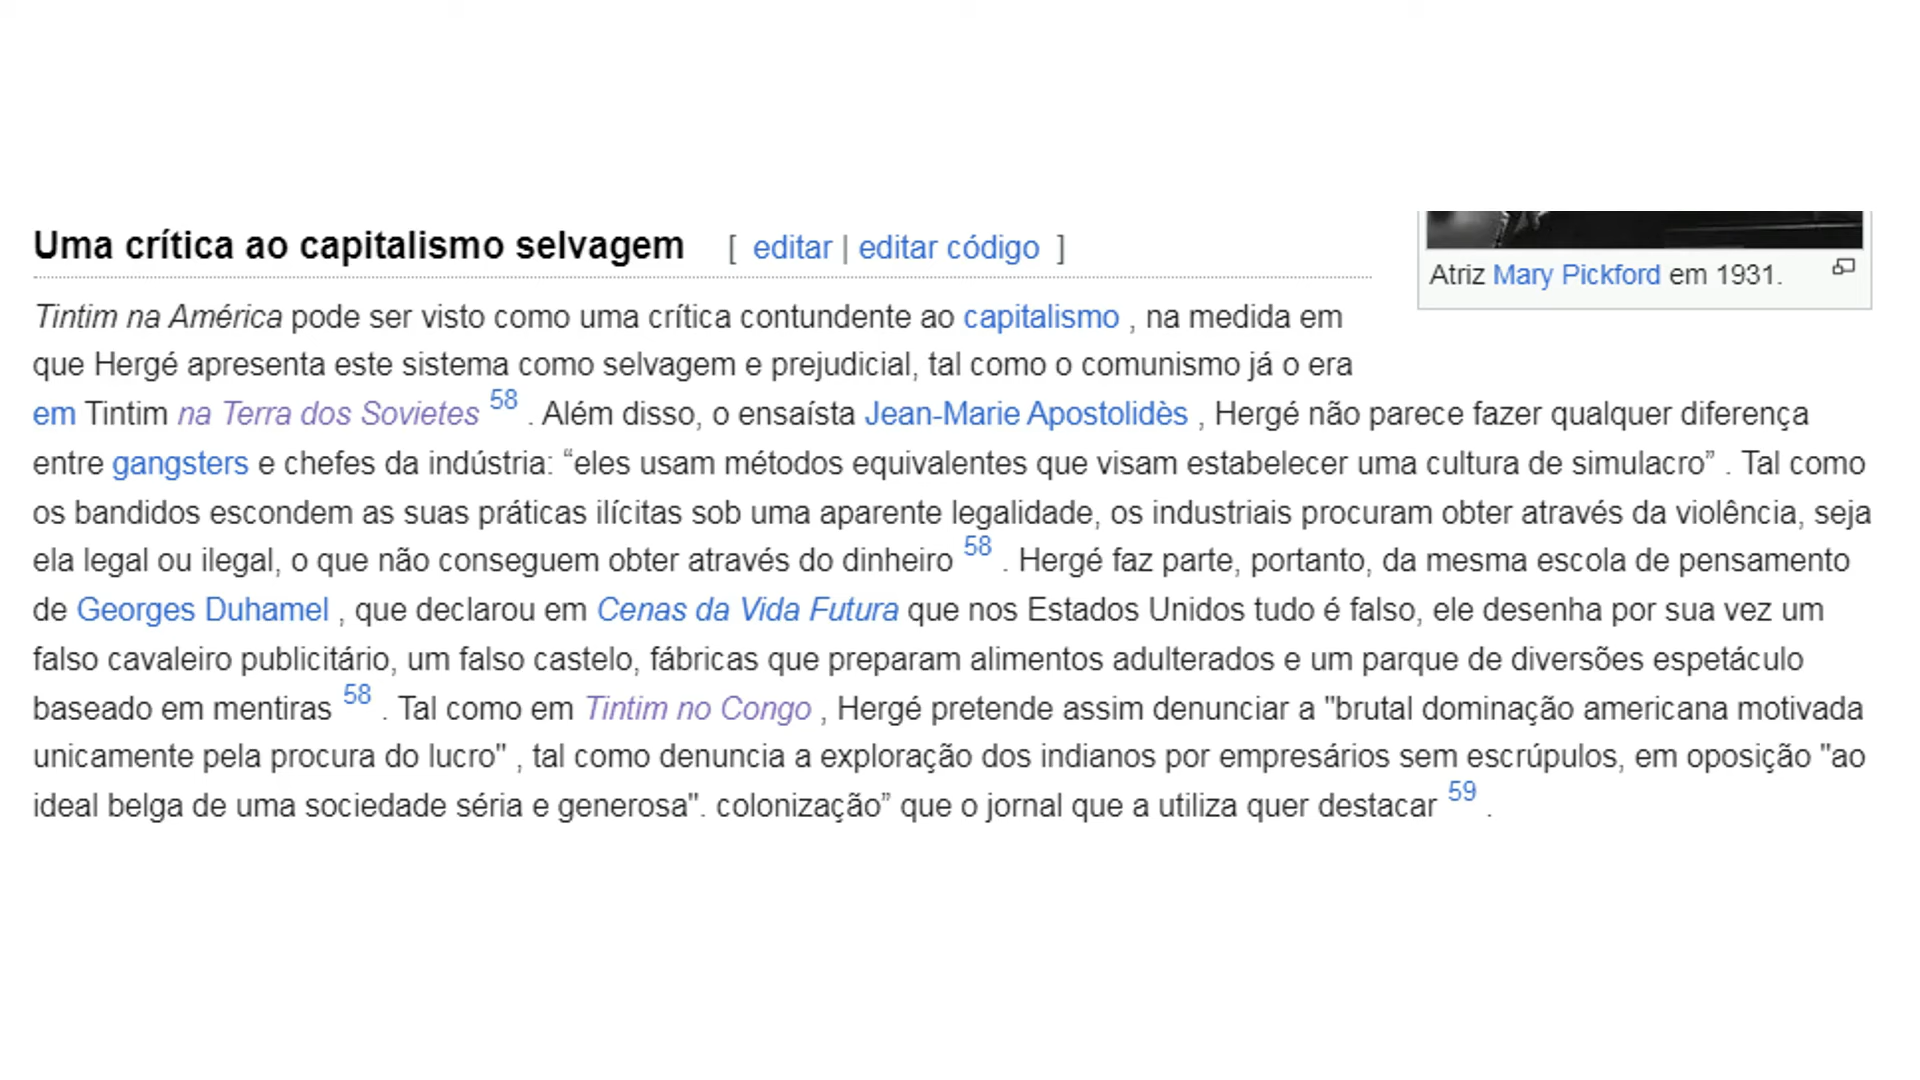 Uma crítica ao capitalismo selvagem [ editar | editar código ]
Atriz Mary Pickford em 1931.
Tintim na América pode ser visto como uma crítica contundente ao capitalismo , na medida em
que Hergé apresenta este sistema como selvagem e prejudicial, tal como o comunismo já o era
em Tintim na Terra dos Sovietes 58 . Além disso, o ensaísta Jean-Marie Apostolidès , Hergé não parece fazer qualquer diferença
entre gangsters e chefes da indústria: “eles usam métodos equivalentes que visam estabelecer uma cultura de simulacro” . Tal como
os bandidos escondem as suas práticas ilícitas sob uma aparente legalidade, os industriais procuram obter através da violência, seja
ela legal ou ilegal, o que não conseguem obter através do dinheiro 58 . Hergé faz parte, portanto, da mesma escola de pensamento
de Georges Duhamel , que declarou em Cenas da Vida Futura que nos Estados Unidos tudo é falso, ele desenha por sua vez um
falso cavaleiro publicitário, um falso castelo, fábricas que preparam alimentos adulterados e um parque de diversões espetáculo
baseado em mentiras 58 . Tal como em Tintim no Congo , Hergé pretende assim denunciar a "brutal dominação americana motivada
unicamente pela procura do lucro" , tal como denuncia a exploração dos indianos por empresários sem escrúpulos, em oposição "ao
ideal belga de uma sociedade séria e generosa". colonização” que o jornal que a utiliza quer destacar 59 .